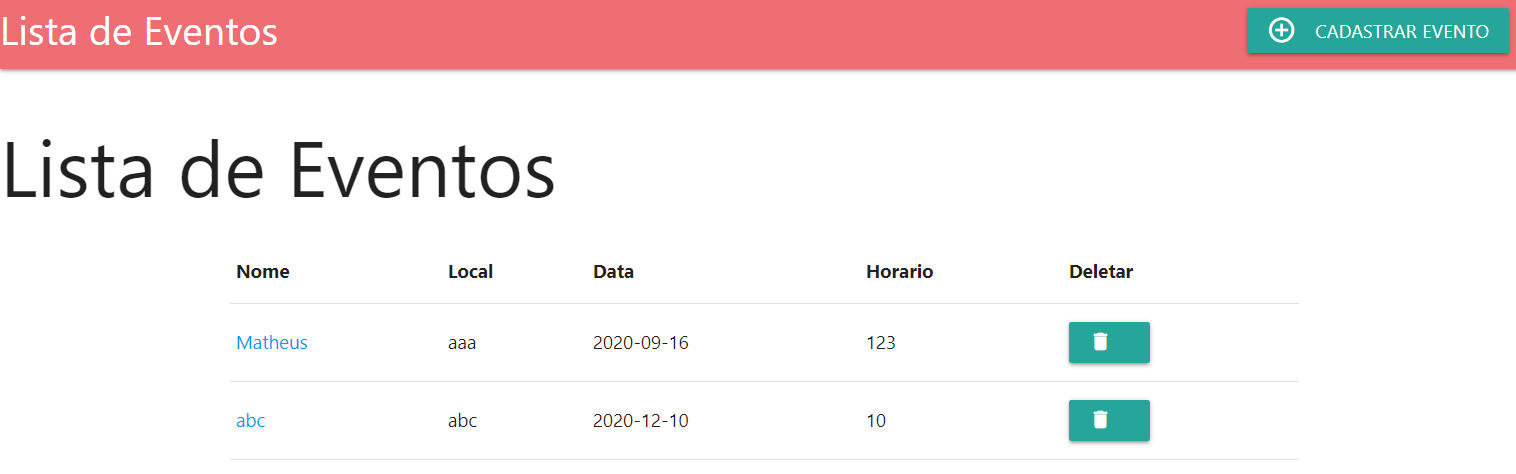 Lista de Eventos
CADASTRAR EVENTO
Lista de Eventos
Nome Local Data Horario Deletar
Matheus aaa 2020-09-16 123
abc abc 2020-12-10 10